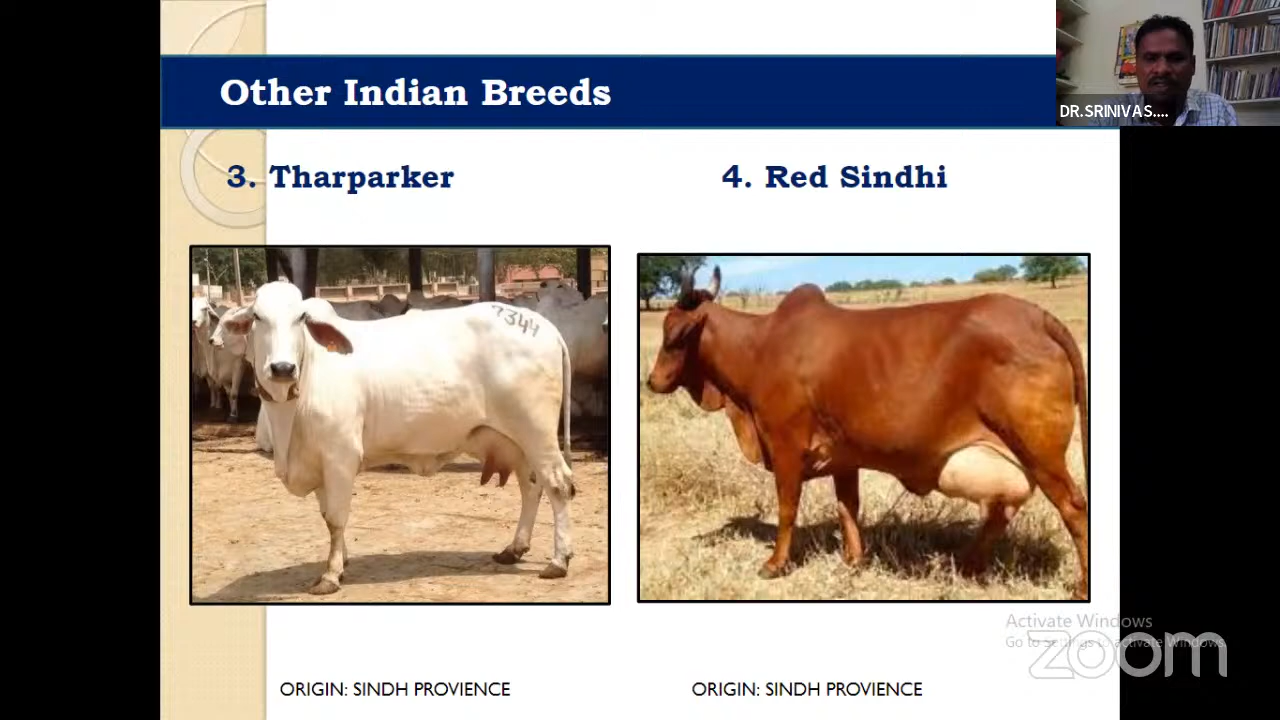 Other Indian Breeds
DR.SRINIVAS....
3. Tharparker
4. Red Sindhi
7344
Activate Windows
Go to Settings to activate Windows.
zoom
ORIGIN: SINDH PROVIENCE
ORIGIN: SINDH PROVIENCE